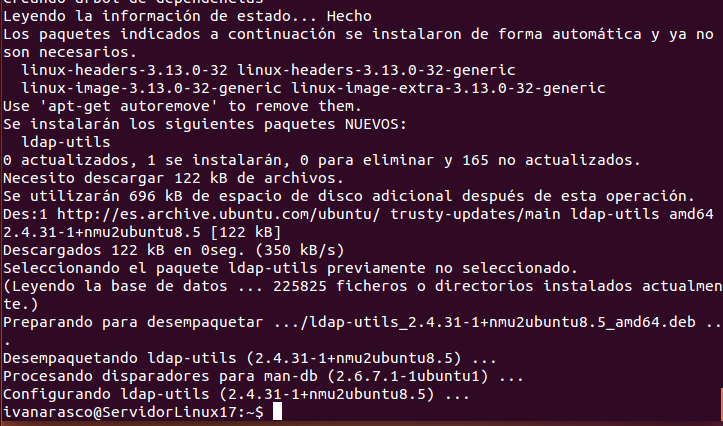 Creando árbol de dependencias
Leyendo la información de estado... Hecho
Los paquetes indicados a continuación se instalaron de forma automática y ya no
son necesarios.
  linux-headers-3.13.0-32 linux-headers-3.13.0-32-generic
  linux-image-3.13.0-32-generic linux-image-extra-3.13.0-32-generic
Use 'apt-get autoremove' to remove them.
Se instalarán los siguientes paquetes NUEVOS:
  ldap-utils
0 actualizados, 1 se instalarán, 0 para eliminar y 165 no actualizados.
Necesito descargar 122 kB de archivos.
Se utilizarán 696 kB de espacio de disco adicional después de esta operación.
Des:1 http://es.archive.ubuntu.com/ubuntu/ trusty-updates/main ldap-utils amd64
2.4.31-1+nmu2ubuntu8.5 [122 kB]
Descargados 122 kB en 0seg. (350 kB/s)
Seleccionando el paquete ldap-utils previamente no seleccionado.
(Leyendo la base de datos ... 225825 ficheros o directorios instalados actualmen
te.)
Preparando para desempaquetar .../ldap-utils_2.4.31-1+nmu2ubuntu8.5_amd64.deb ..
.
Desempaquetando ldap-utils (2.4.31-1+nmu2ubuntu8.5) ...
Procesando disparadores para man-db (2.6.7.1-1ubuntu1) ...
Configurando ldap-utils (2.4.31-1+nmu2ubuntu8.5) ...
ivanarasco@ServidorLinux17:~$